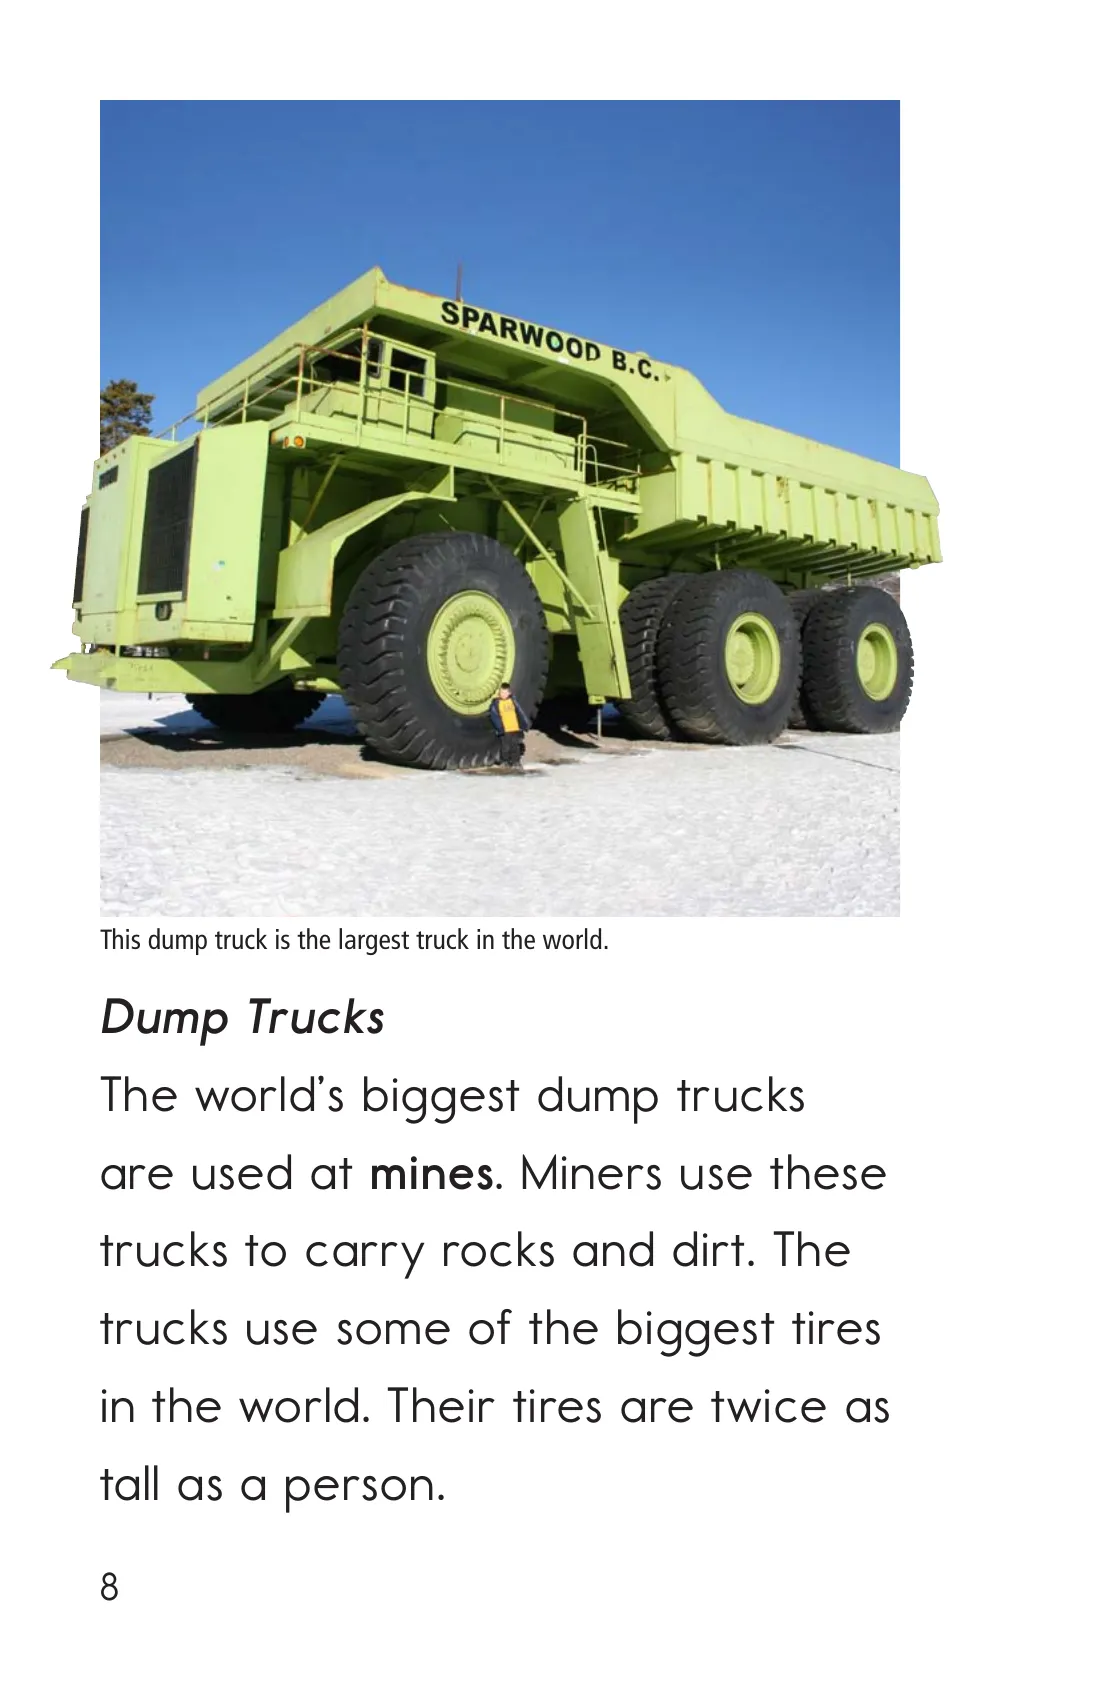 SPARWOOD B.C.
This dump truck is the largest truck in the world.
Dump Trucks
The world’s biggest dump trucks
are used at mines. Miners use these
trucks to carry rocks and dirt. The
trucks use some of the biggest tires
in the world. Their tires are twice as
tall as a person.
8